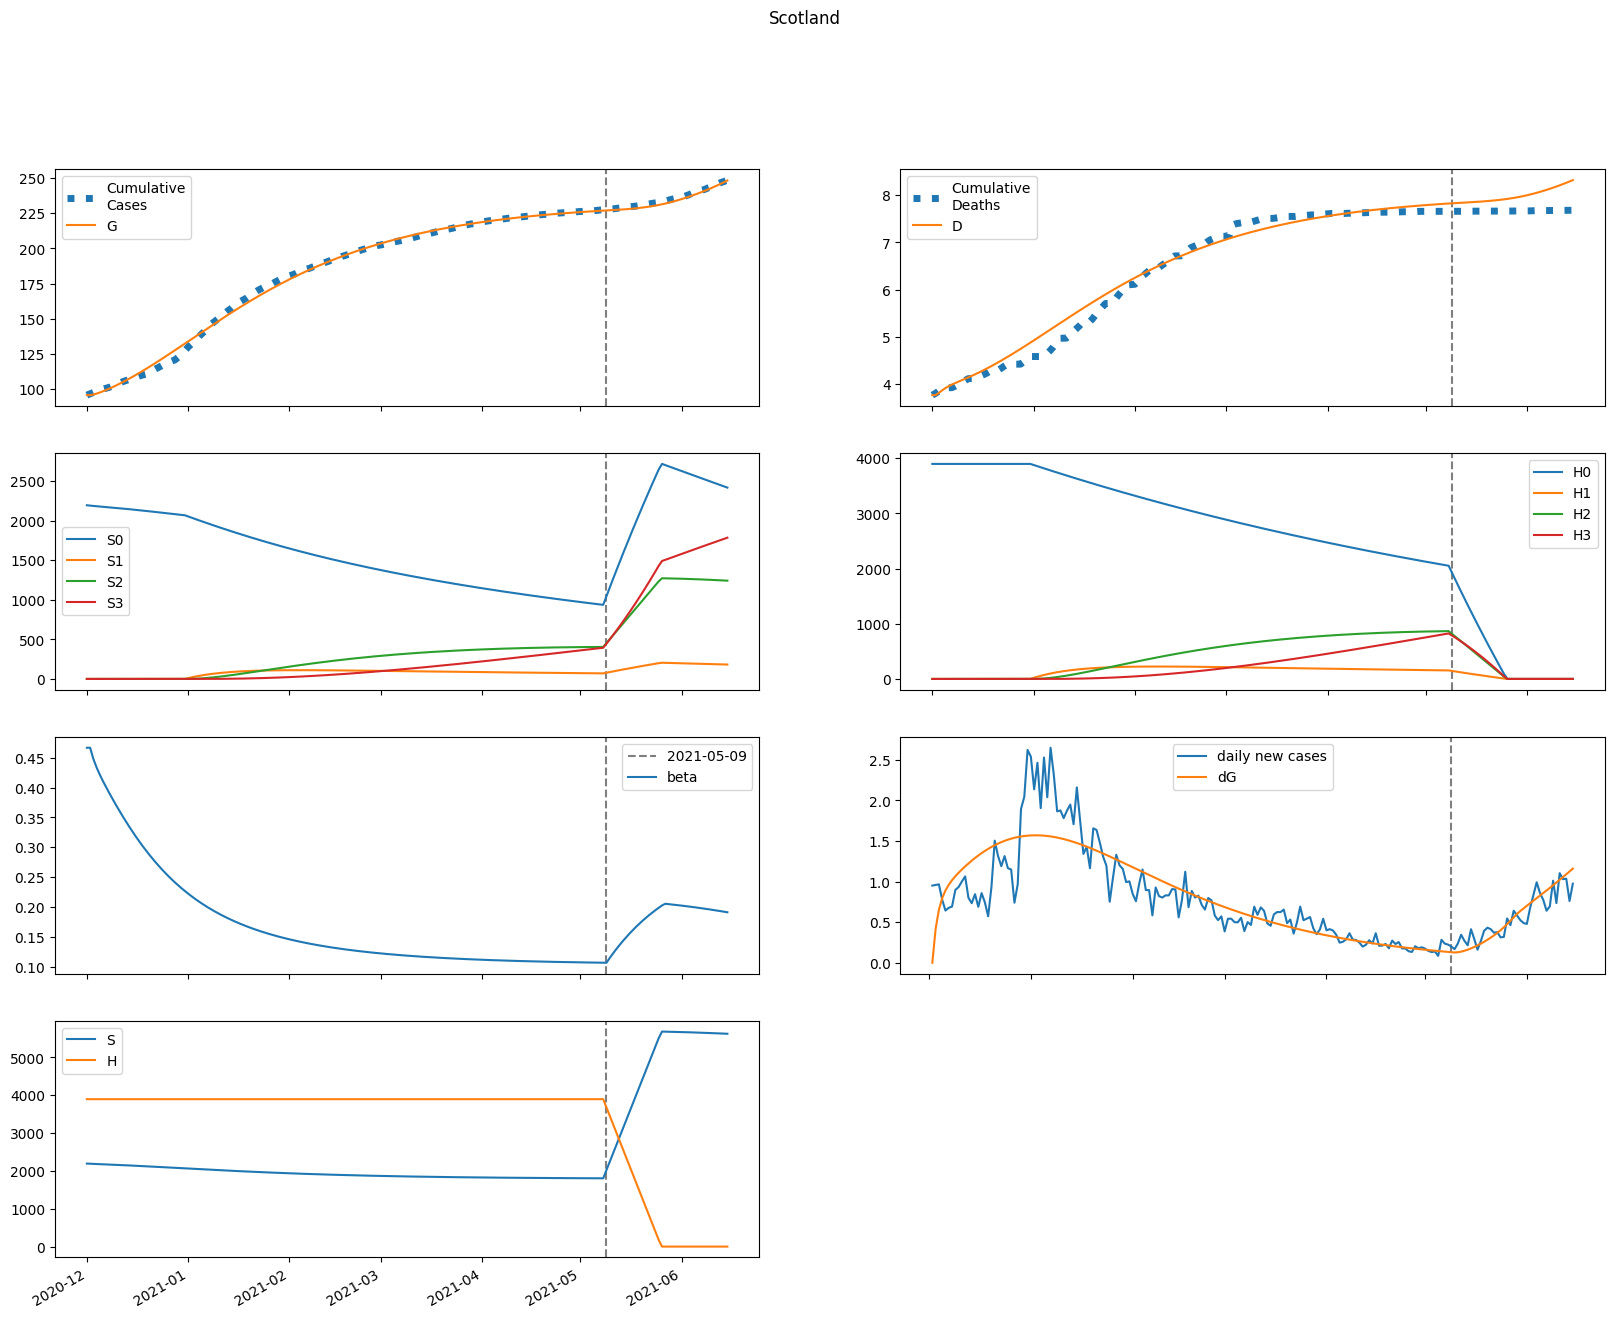 Scotland
250
225
200
175
150
125
100
Cumulative
Cases
G
8
7
6
5
4
Cumulative
Deaths
D
2500
2000
1500
1000
500
0
S0
S1
S2
S3
4000
3000
2000
1000
0
H0
H1
H2
H3
0.45
0.40
0.35
0.30
0.25
0.20
0.15
0.10
2021-05-09
beta
2.5
2.0
1.5
1.0
0.5
0.0
daily new cases
dG
5000
4000
3000
2000
1000
0
S
H
2020-12
2021-01
2021-02
2021-03
2021-04
2021-05
2021-06